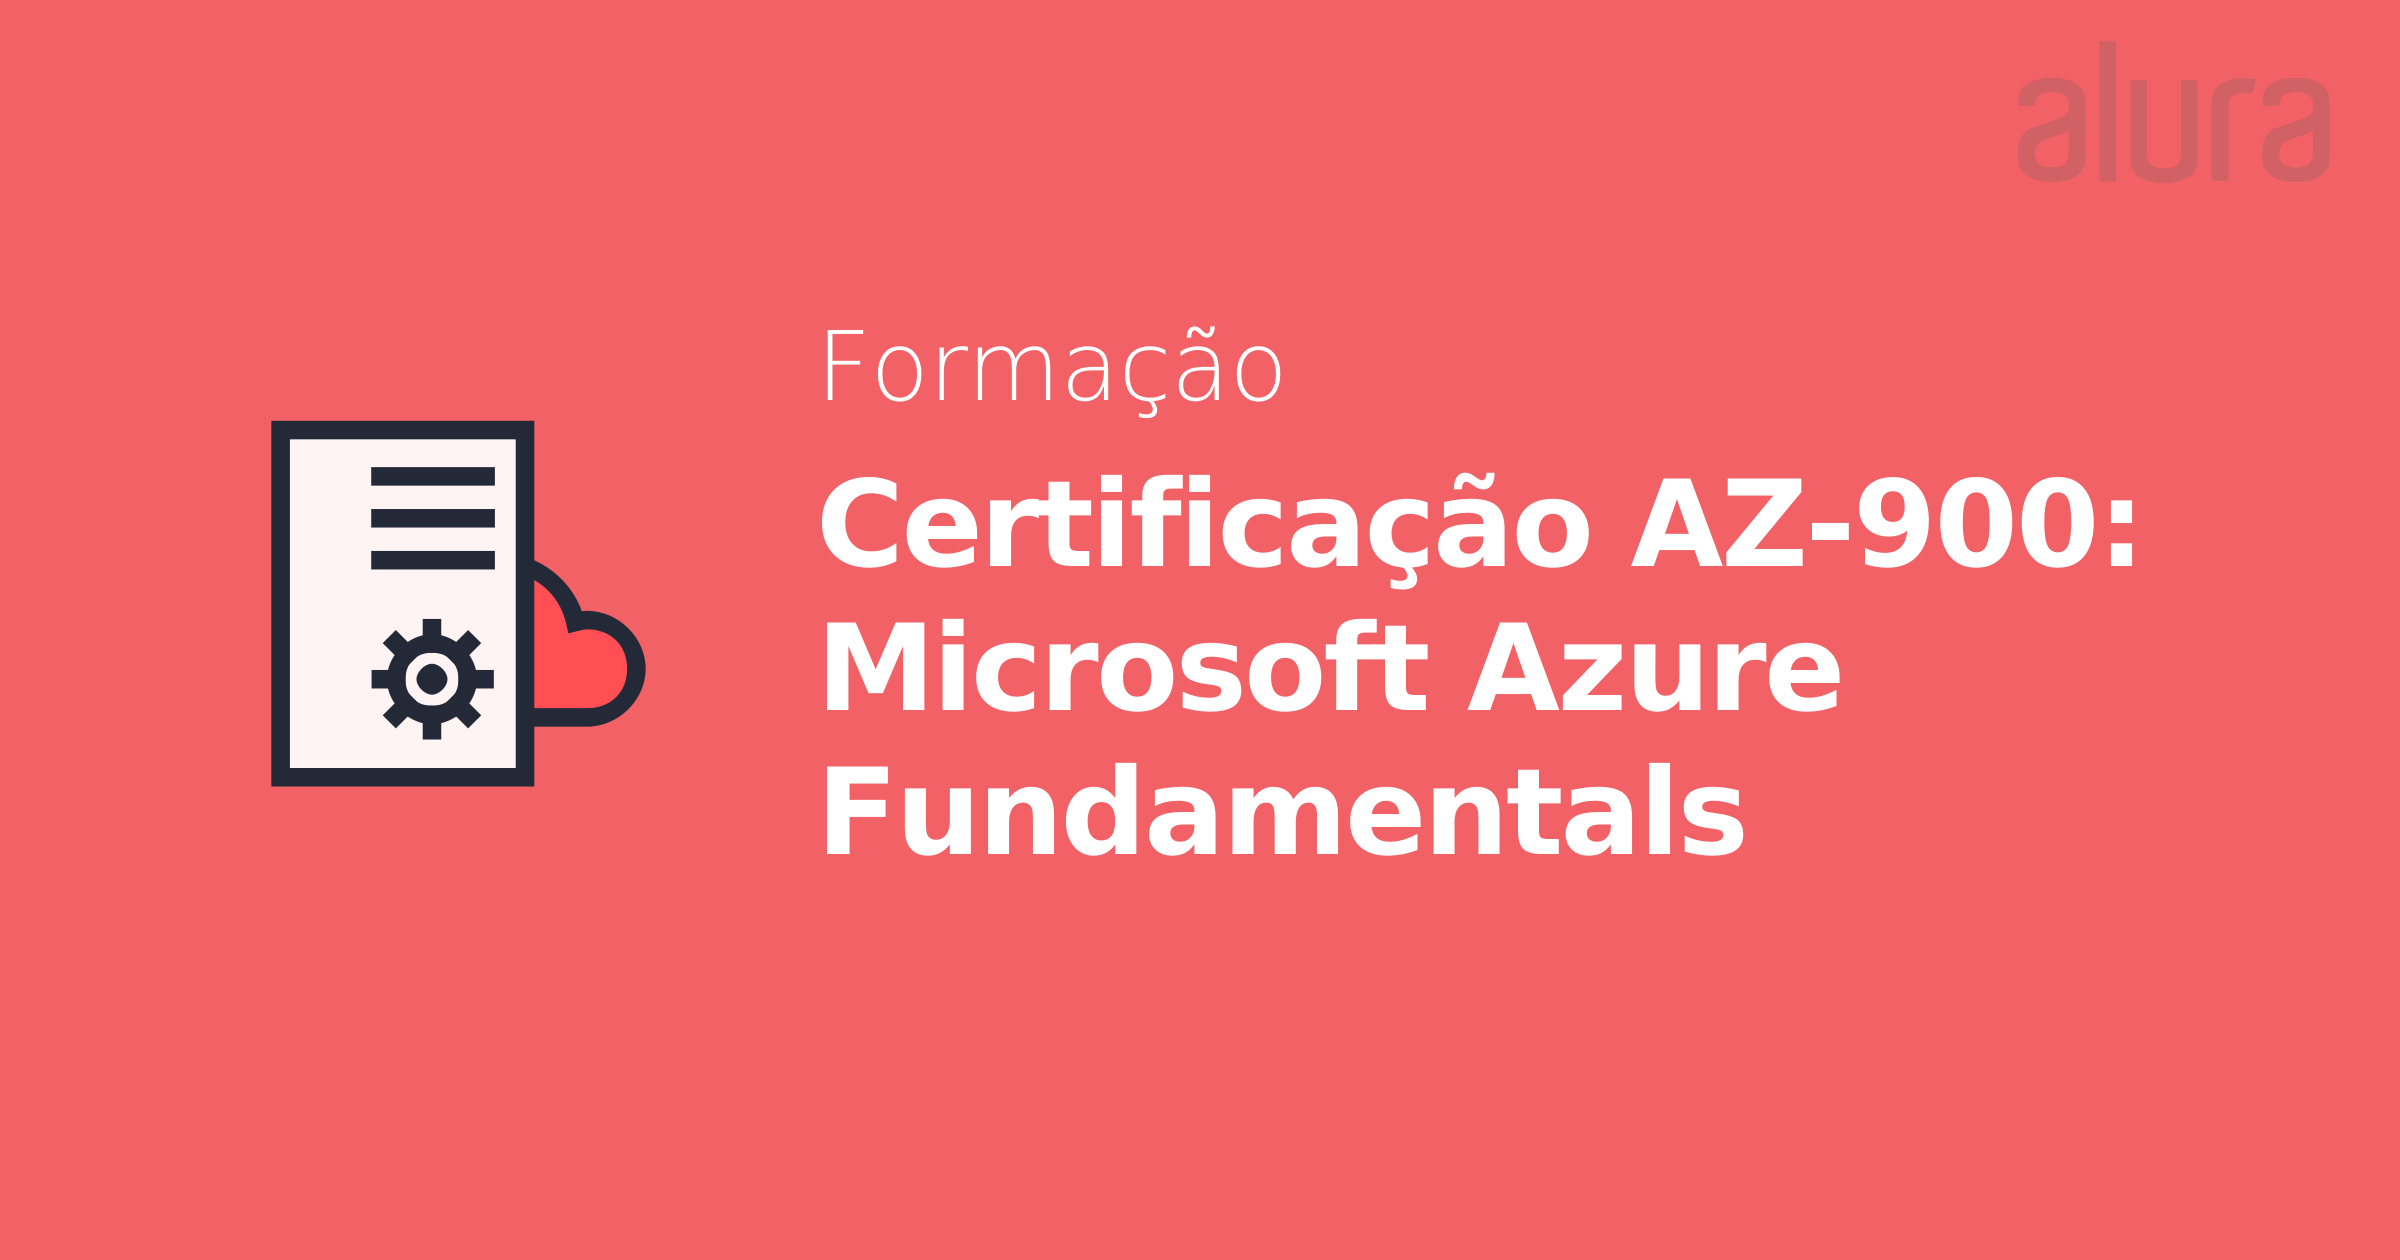 alura
Formação
Certificação AZ-900:
Microsoft Azure
Fundamentals